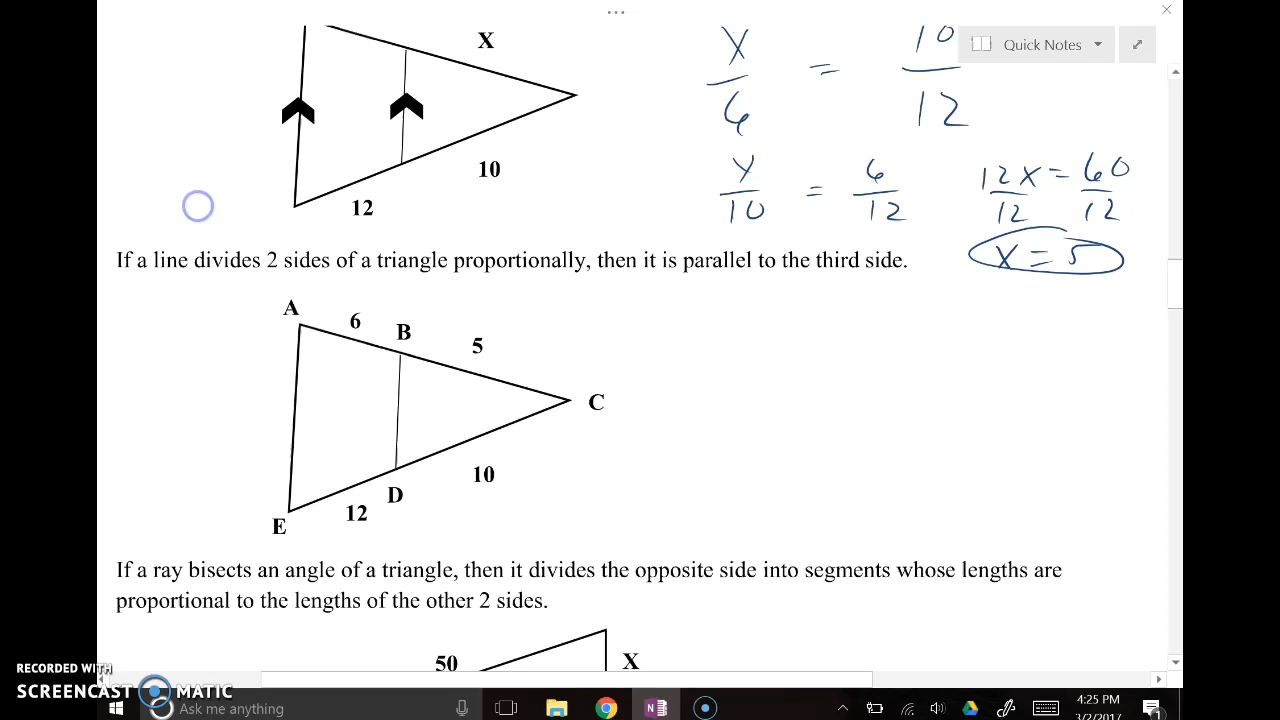 X
X = 10
6 12
Quick Notes
10
12
X = 6 12X = 60
10 12 12 12
X = 5
If a line divides 2 sides of a triangle proportionally, then it is parallel to the third side.
A
6
B
5
C
10
D
12
E
If a ray bisects an angle of a triangle, then it divides the opposite side into segments whose lengths are
proportional to the lengths of the other 2 sides.
50
X
RECORDED WITH
SCREENCAST MATIC
Ask me anything
4:25 PM
3/2/2017